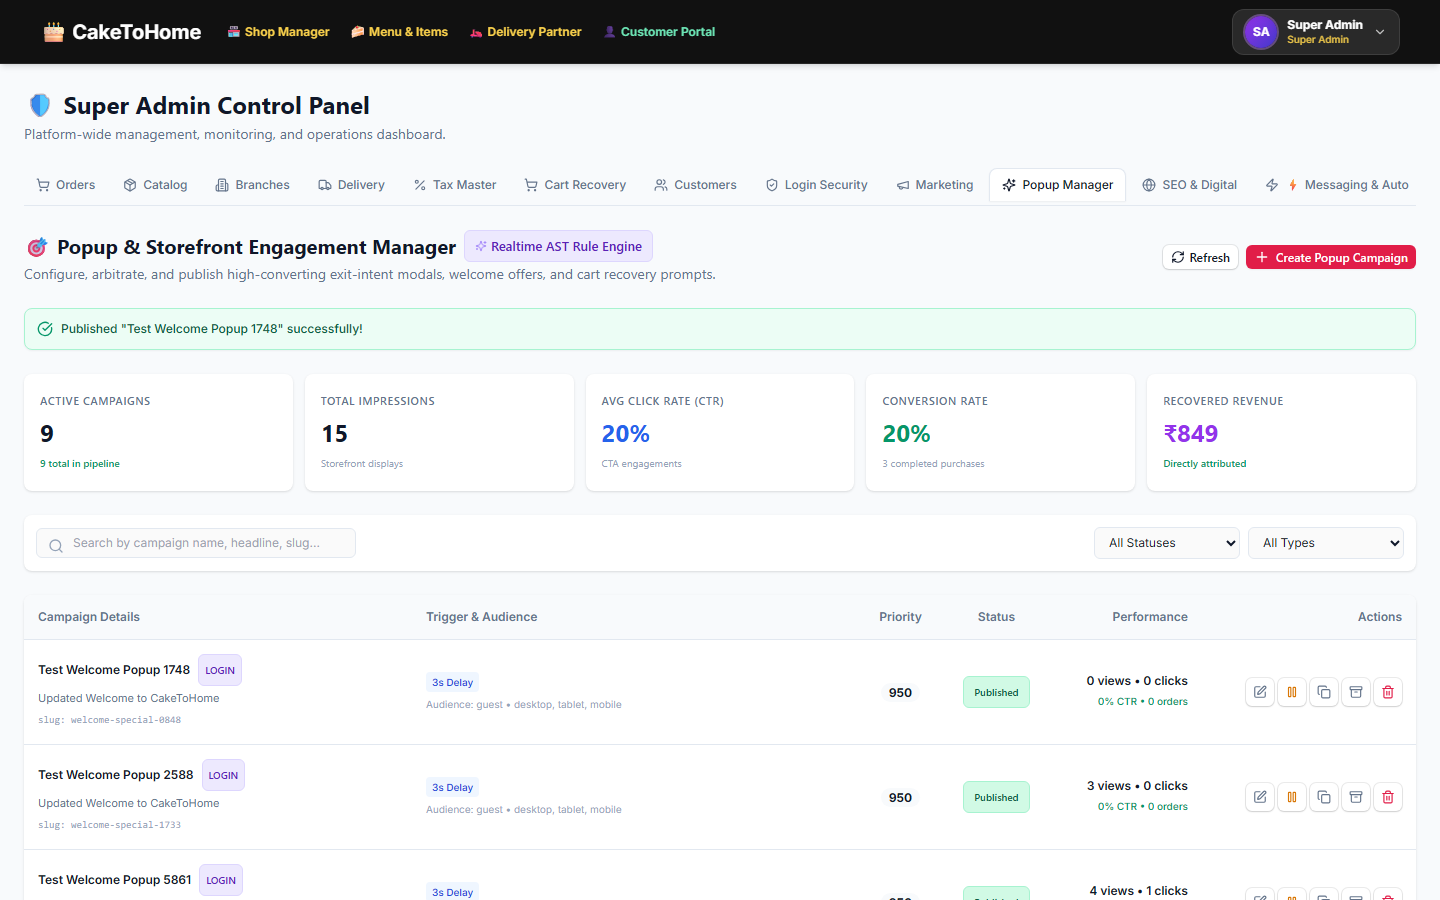 CakeToHome
Shop Manager
Menu & Items
Delivery Partner
Customer Portal
SA
Super Admin
Super Admin
Super Admin Control Panel
Platform-wide management, monitoring, and operations dashboard.
Orders
Catalog
Branches
Delivery
Tax Master
Cart Recovery
Customers
Login Security
Marketing
Popup Manager
SEO & Digital
Messaging & Auto
Popup & Storefront Engagement Manager
Realtime AST Rule Engine
Configure, arbitrate, and publish high-converting exit-intent modals, welcome offers, and cart recovery prompts.
Refresh
Create Popup Campaign
Published "Test Welcome Popup 1748" successfully!
ACTIVE CAMPAIGNS
9
9 total in pipeline
TOTAL IMPRESSIONS
15
Storefront displays
AVG CLICK RATE (CTR)
20%
CTA engagements
CONVERSION RATE
20%
3 completed purchases
RECOVERED REVENUE
₹849
Directly attributed
Search by campaign name, headline, slug...
All Statuses
All Types
Campaign Details
Trigger & Audience
Priority
Status
Performance
Actions
Test Welcome Popup 1748
LOGIN
Updated Welcome to CakeToHome
slug: welcome-special-0848
3s Delay
Audience: guest • desktop, tablet, mobile
950
Published
0 views • 0 clicks
0% CTR • 0 orders
Test Welcome Popup 2588
LOGIN
Updated Welcome to CakeToHome
slug: welcome-special-1733
3s Delay
Audience: guest • desktop, tablet, mobile
950
Published
3 views • 0 clicks
0% CTR • 0 orders
Test Welcome Popup 5861
LOGIN
3s Delay
4 views • 1 clicks